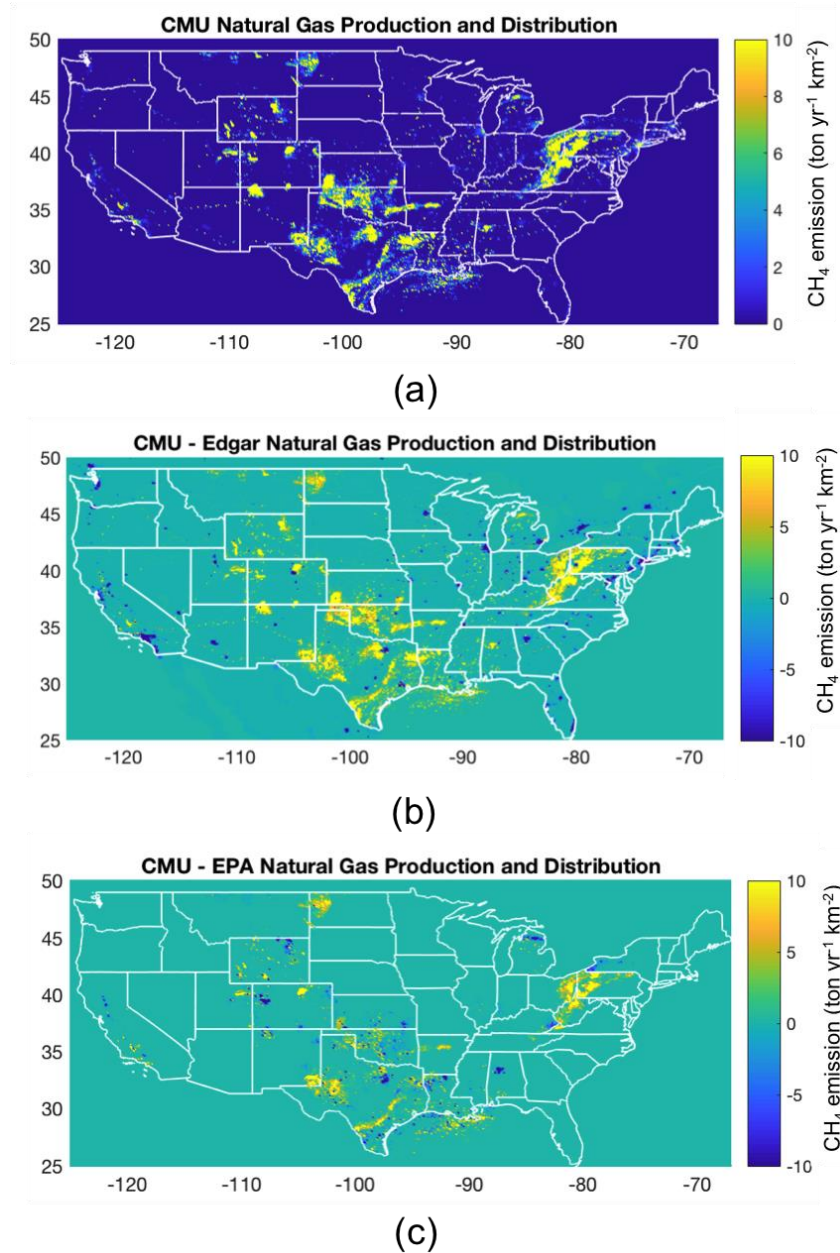 CMU Natural Gas Production and Distribution
50
45
40
35
30
25
-120 -110 -100 -90 -80 -70
10
8
6
4
2
0
CH₄ emission (ton yr⁻¹ km⁻²)
(a)
CMU - Edgar Natural Gas Production and Distribution
50
45
40
35
30
25
-120 -110 -100 -90 -80 -70
10
5
0
-5
-10
CH₄ emission (ton yr⁻¹ km⁻²)
(b)
CMU - EPA Natural Gas Production and Distribution
50
45
40
35
30
25
-120 -110 -100 -90 -80 -70
10
5
0
-5
-10
CH₄ emission (ton yr⁻¹ km⁻²)
(c)